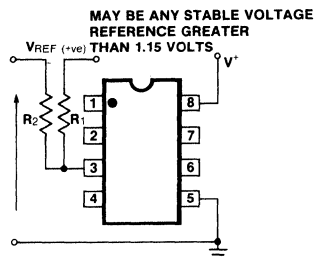 MAY BE ANY STABLE VOLTAGE
REFERENCE GREATER
THAN 1.15 VOLTS
VREF (+ve)
V+
R2
R1
1
2
3
4
8
7
6
5